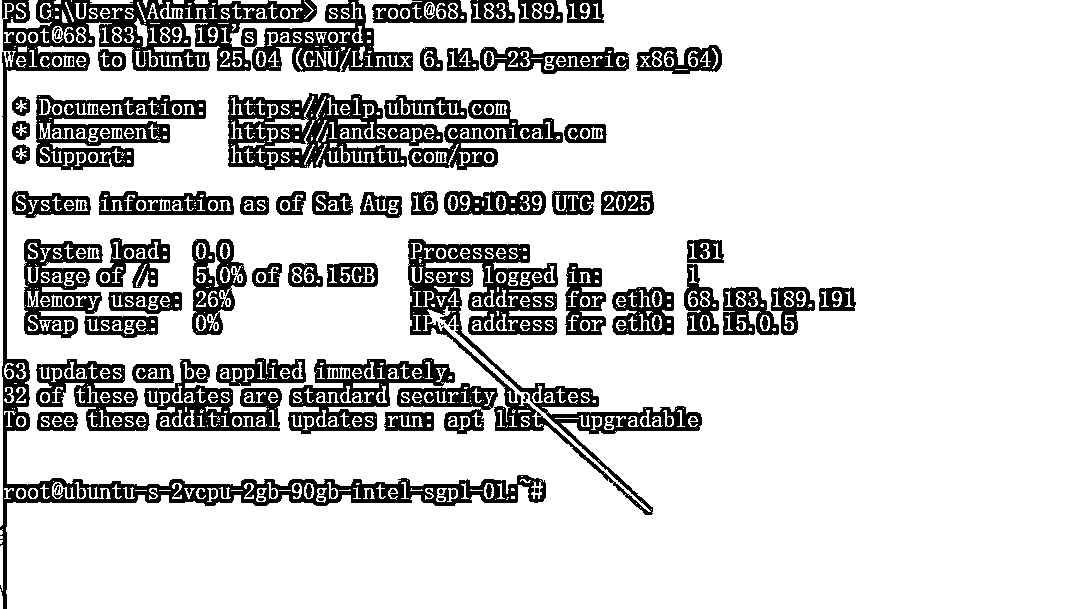 PS C:\Users\Administrator> ssh root@68.183.189.191
root@68.183.189.191's password:
Welcome to Ubuntu 25.04 (GNU/Linux 6.14.0-23-generic x86_64)
* Documentation: https://help.ubuntu.com
* Management: https://landscape.canonical.com
* Support: https://ubuntu.com/pro
System information as of Sat Aug 16 09:10:39 UTC 2025
System load: 0.0 Processes: 131
Usage of /: 5.0% of 86.15GB Users logged in: 1
Memory usage: 26% IPv4 address for eth0: 68.183.189.191
Swap usage: 0% IPv4 address for eth0: 10.15.0.5
63 updates can be applied immediately.
32 of these updates are standard security updates.
To see these additional updates run: apt list --upgradable
root@ubuntu-s-2vcpu-2gb-90gb-intel-sgp1-01:~#